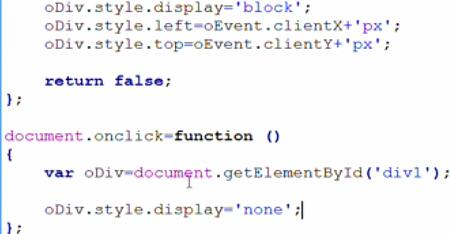 oDiv.style.display='block';
oDiv.style.left=oEvent.clientX+'px';
oDiv.style.top=oEvent.clientY+'px';
return false;
};
document.onclick=function ()
{
var oDiv=document.getElementById('div1');
oDiv.style.display='none';
};